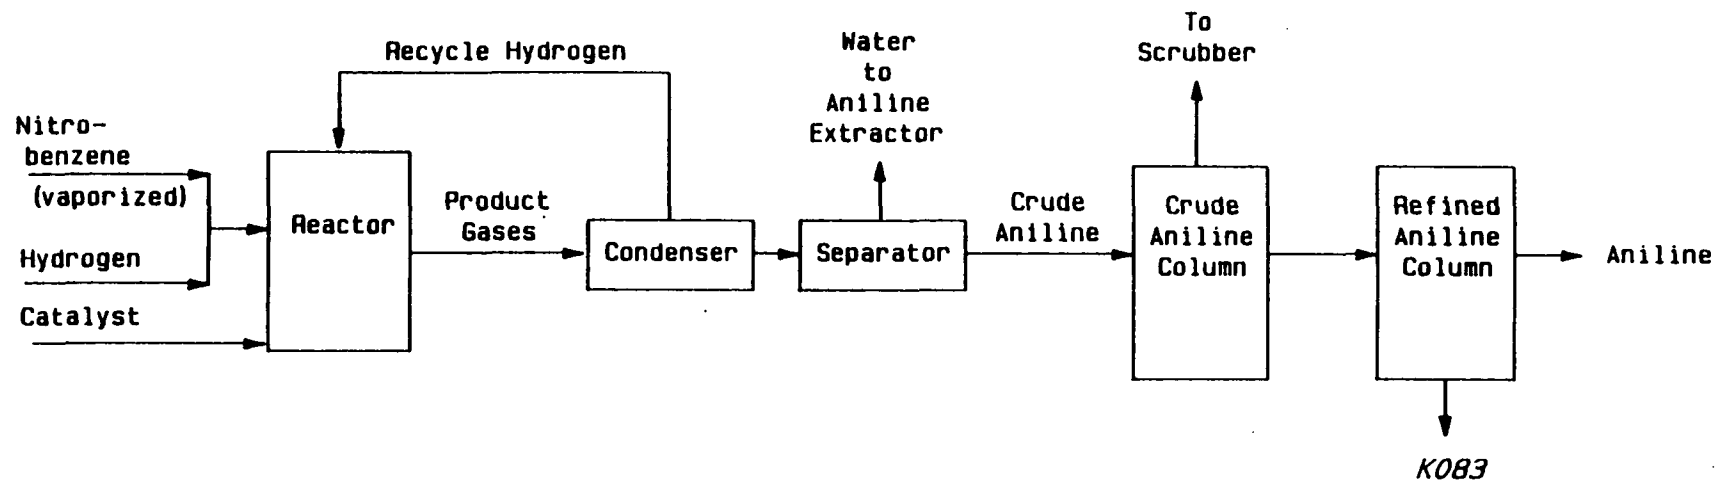 Recycle Hydrogen
Water
to
Aniline
Extractor
To
Scrubber
Nitro-
benzene
(vaporized)
Hydrogen
Catalyst
Reactor
Product
Gases
Condenser
Separator
Crude
Aniline
Crude
Aniline
Column
Refined
Aniline
Column
Aniline
K083